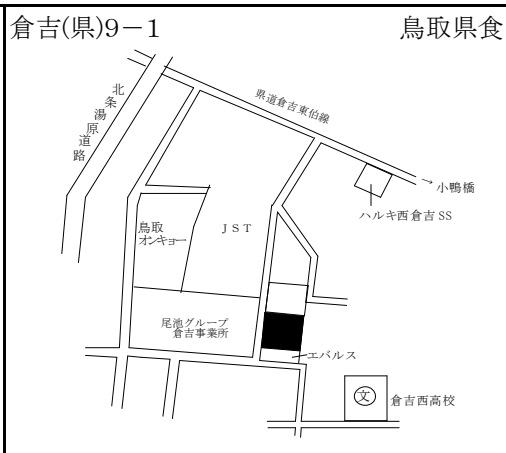 倉吉(県)9－1
鳥取県食
北条湯原道路
県道倉吉東伯線
→
小鴨橋
ハルキ西倉吉SS
鳥取
オンキョー
JST
尾池グループ
倉吉事業所
エバルス
文
倉吉西高校